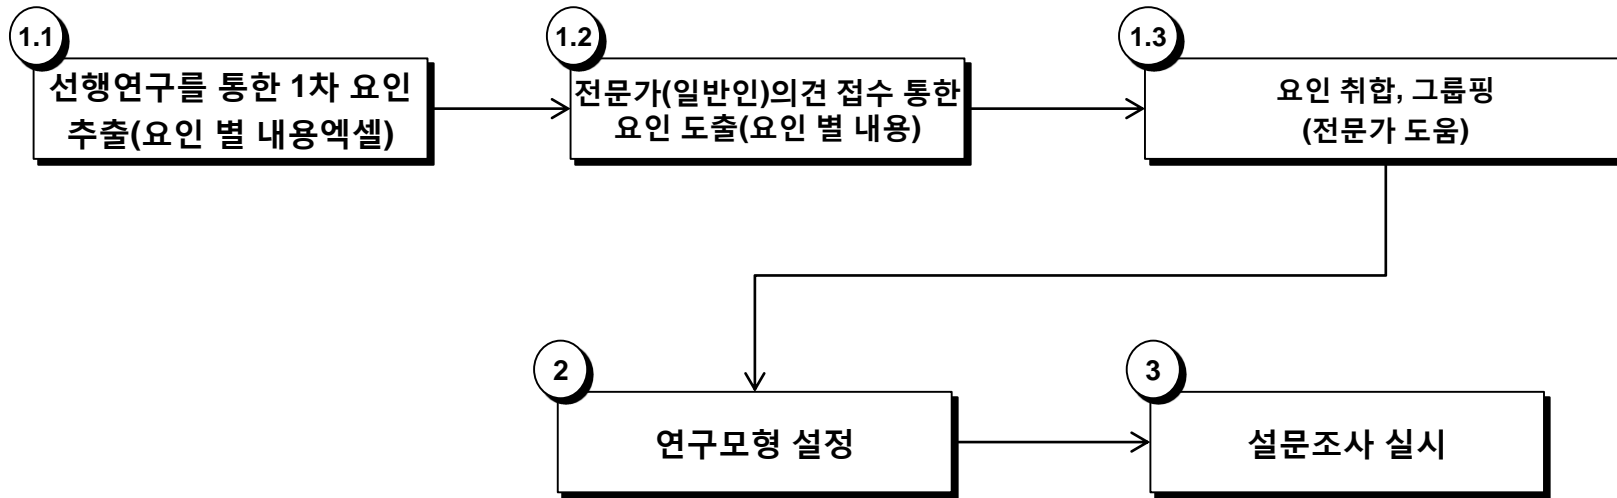 1.1
선행연구를 통한 1차 요인
추출(요인 별 내용엑셀)
1.2
전문가(일반인)의견 접수 통한
요인 도출(요인 별 내용)
1.3
요인 취합, 그룹핑
(전문가 도움)
2
연구모형 설정
3
설문조사 실시